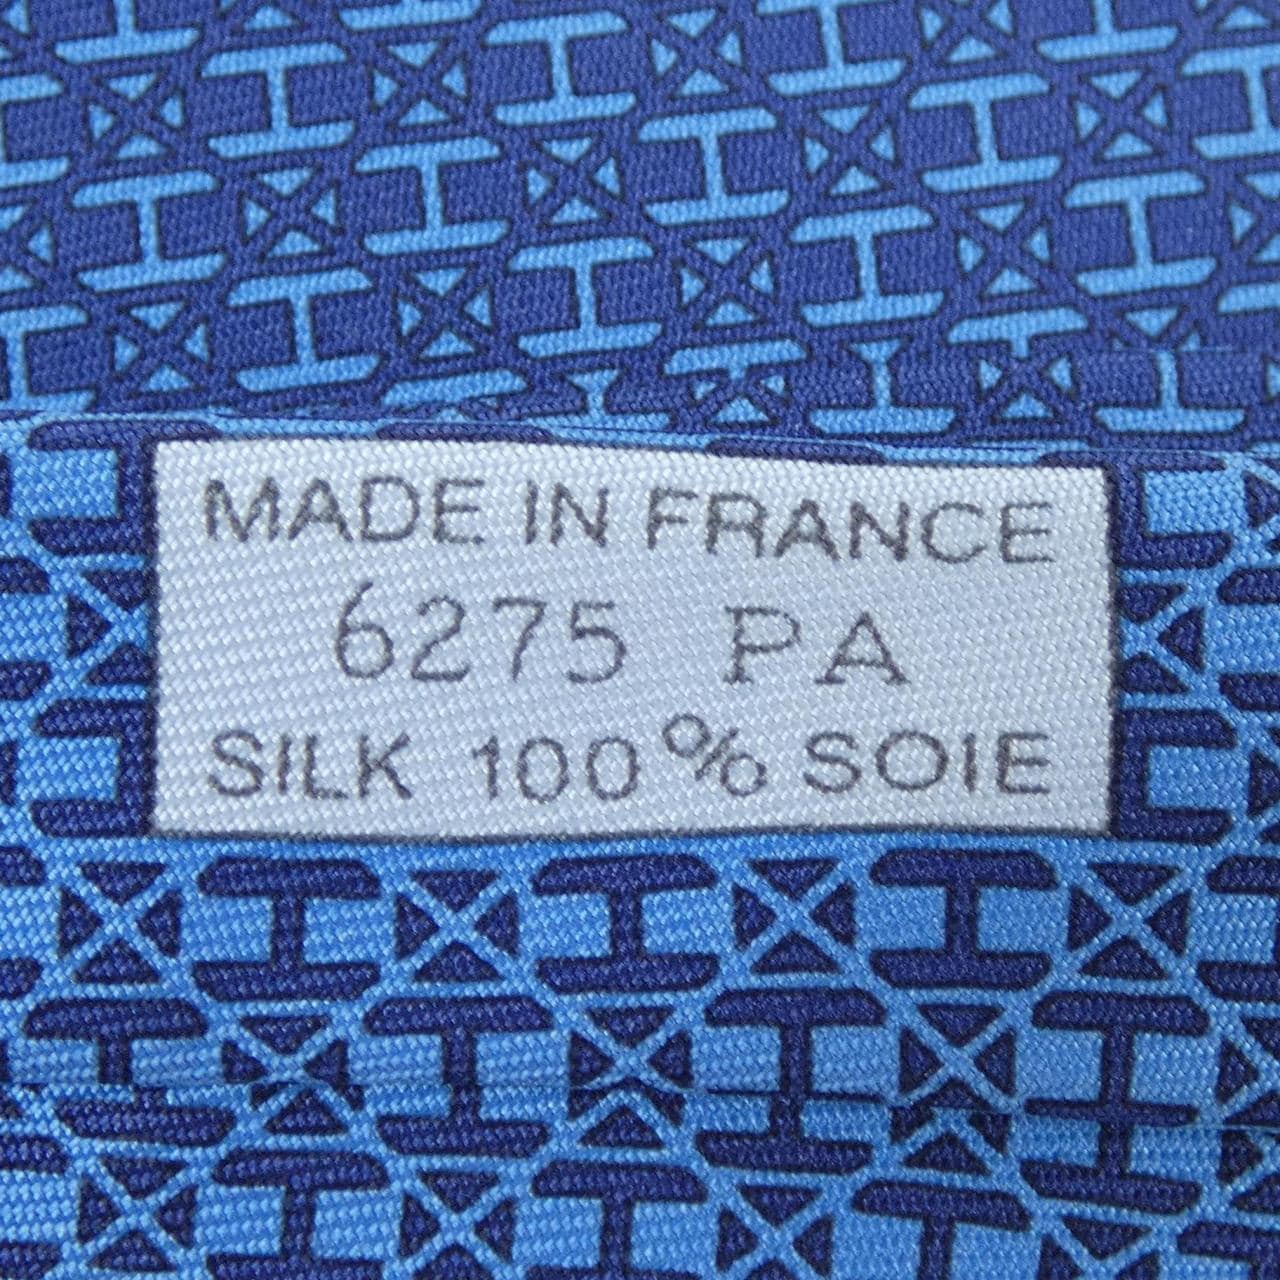 MADE IN FRANCE
6275 PA
SILK 100% SOIE